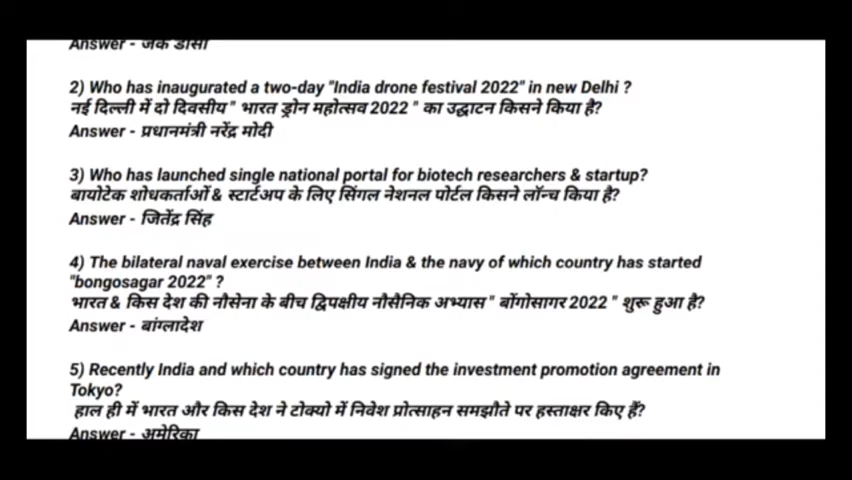 Answer - जैक डोर्सी
2) Who has inaugurated a two-day "India drone festival 2022" in new Delhi ?
नई दिल्ली में दो दिवसीय " भारत ड्रोन महोत्सव 2022 " का उद्घाटन किसने किया है?
Answer - प्रधानमंत्री नरेंद्र मोदी
3) Who has launched single national portal for biotech researchers & startup?
बायोटेक शोधकर्ताओं & स्टार्टअप के लिए सिंगल नेशनल पोर्टल किसने लॉन्च किया है?
Answer - जितेंद्र सिंह
4) The bilateral naval exercise between India & the navy of which country has started
"bongosagar 2022" ?
भारत & किस देश की नौसेना के बीच द्विपक्षीय नौसैनिक अभ्यास " बोंगोसागर 2022 " शुरू हुआ है?
Answer - बांग्लादेश
5) Recently India and which country has signed the investment promotion agreement in
Tokyo?
हाल ही में भारत और किस देश ने टोक्यो में निवेश प्रोत्साहन समझौते पर हस्ताक्षर किए हैं?
Answer - अमेरिका